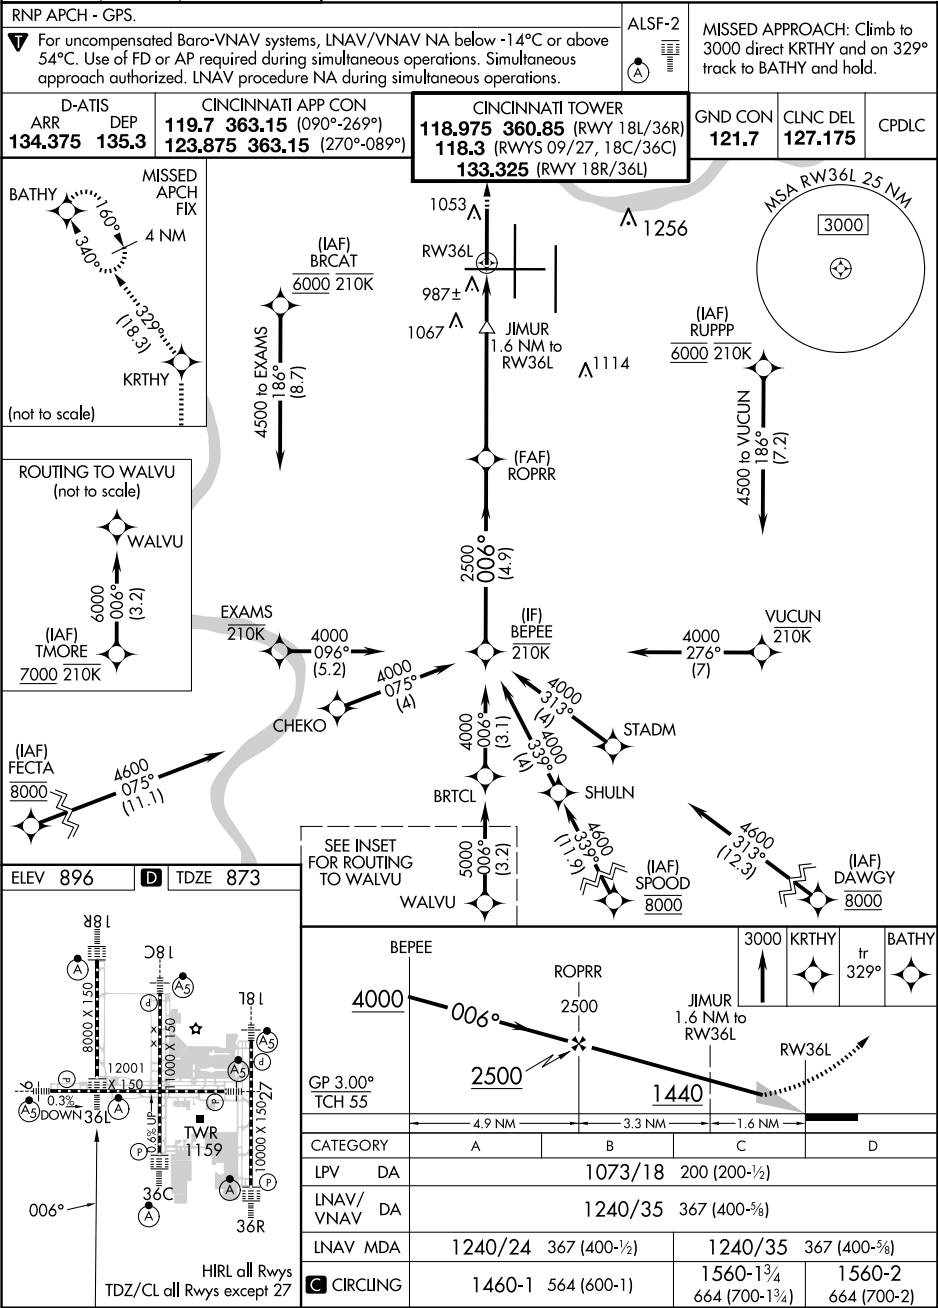 RNP APCH - GPS.
T
For uncompensated Baro-VNAV systems, LNAV/VNAV NA below -14°C or above
54°C. Use of FD or AP required during simultaneous operations. Simultaneous
approach authorized. LNAV procedure NA during simultaneous operations.
ALSF-2
A
MISSED APPROACH: Climb to
3000 direct KRTHY and on 329°
track to BATHY and hold.
D-ATIS
ARR DEP
134.375 135.3
CINCINNATI APP CON
119.7 363.15 (090°-269°)
123.875 363.15 (270°-089°)
CINCINNATI TOWER
118.975 360.85 (RWY 18L/36R)
118.3 (RWYS 09/27, 18C/36C)
133.325 (RWY 18R/36L)
GND CON
121.7
CLNC DEL
127.175
CPDLC
MISSED
APCH
FIX
BATHY
160°
4 NM
340°
329°
(18.3)
KRTHY
(not to scale)
(IAF)
BRCAT
6000 210K
4500 to EXAMS
186°
(8.7)
1053
RW36L
987±
1067
JIMUR
1.6 NM to
RW36L
1256
1114
MSA RW36L 25 NM
3000
(IAF)
RUPPP
6000 210K
4500 to VUCUN
186°
(7.2)
(FAF)
ROPRR
2500
006°
(4.9)
ROUTING TO WALVU
(not to scale)
WALVU
6000
006°
(3.2)
(IAF)
TMORE
7000 210K
EXAMS
210K
4000
096°
(5.2)
(IF)
BEPEE
210K
VUCUN
210K
4000
276°
(7)
CHEKO
4000
075°
(4)
4000
006°
(3.1)
4000
313°
(4)
STADM
4000
339°
(4)
SHULN
BRTCL
(IAF)
FECTA
8000
4600
075°
(11.1)
SEE INSET
FOR ROUTING
TO WALVU
5000
006°
(3.2)
WALVU
4600
339°
(11.9)
(IAF)
SPOOD
8000
4600
313°
(12.3)
(IAF)
DAWGY
8000
ELEV 896
D
TDZE 873
18R
18C
18L
A
A5
P
8000 X 150
11000 X 150
12001
X 150
A5
P
A5
P
9
27
0.3%
DOWN
A5
36L
A
0.6% UP
P
TWR
1159
10000 X 150
P
36C
A
A
P
36R
006°
HIRL all Rwys
TDZ/CL all Rwys except 27
BEPEE
4000
006°
ROPRR
2500
2500
JIMUR
1.6 NM to
RW36L
1440
RW36L
3000
KRTHY
tr
329°
BATHY
GP 3.00°
TCH 55
4.9 NM
3.3 NM
1.6 NM
CATEGORY A B C D
LPV DA 1073/18 200 (200-½)
LNAV/
VNAV DA 1240/35 367 (400-⅝)
LNAV MDA 1240/24 367 (400-½) 1240/35 367 (400-⅝)
C CIRCLING 1460-1 564 (600-1) 1560-1¾
664 (700-1¾) 1560-2
664 (700-2)